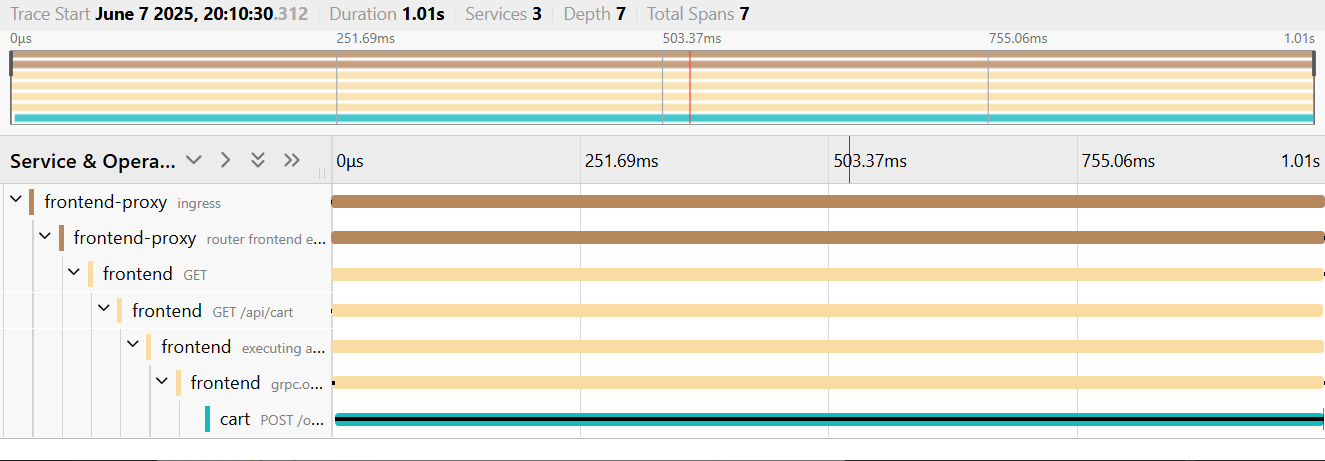 Trace Start June 7 2025, 20:10:30.312 Duration 1.01s Services 3 Depth 7 Total Spans 7
0μs 251.69ms 503.37ms 755.06ms 1.01s
Service & Opera... 0μs 251.69ms 503.37ms 755.06ms 1.01s
frontend-proxy ingress
frontend-proxy router frontend e...
frontend GET
frontend GET /api/cart
frontend executing a...
frontend grpc.o...
cart POST /o...